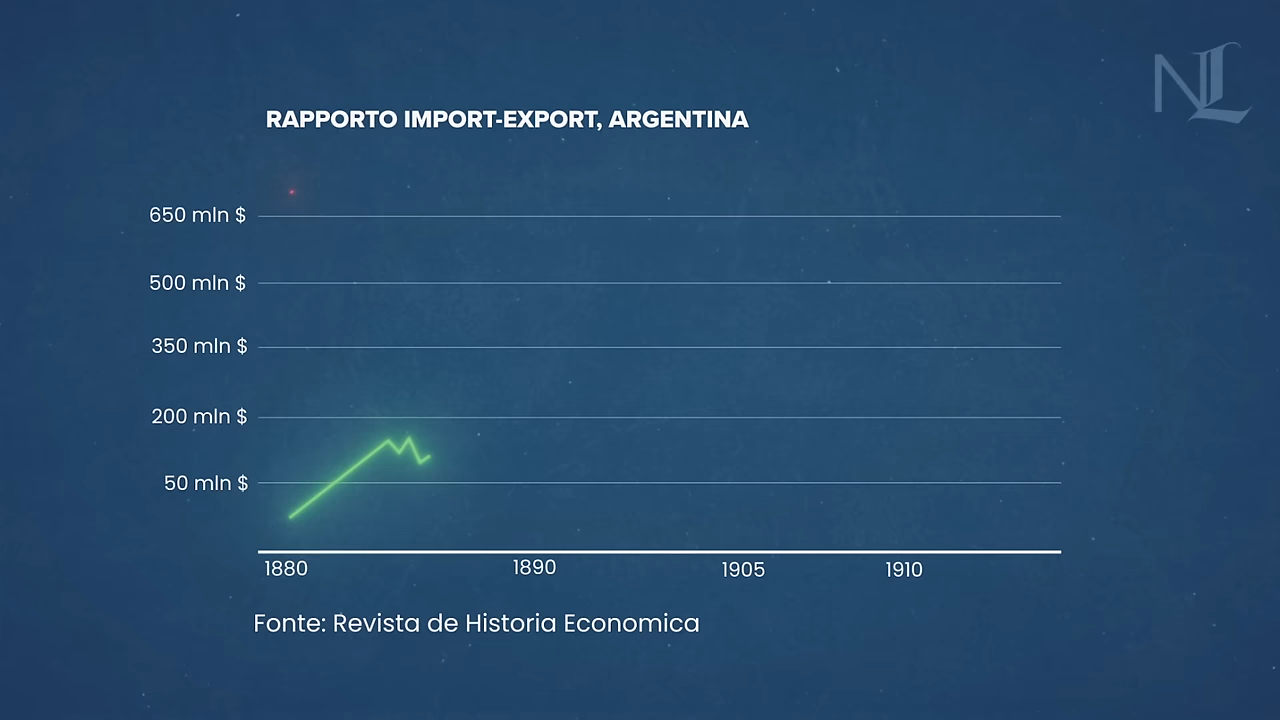 NL
RAPPORTO IMPORT-EXPORT, ARGENTINA
650 mln $
500 mln $
350 mln $
200 mln $
50 mln $
1880
1890
1905
1910
Fonte: Revista de Historia Economica